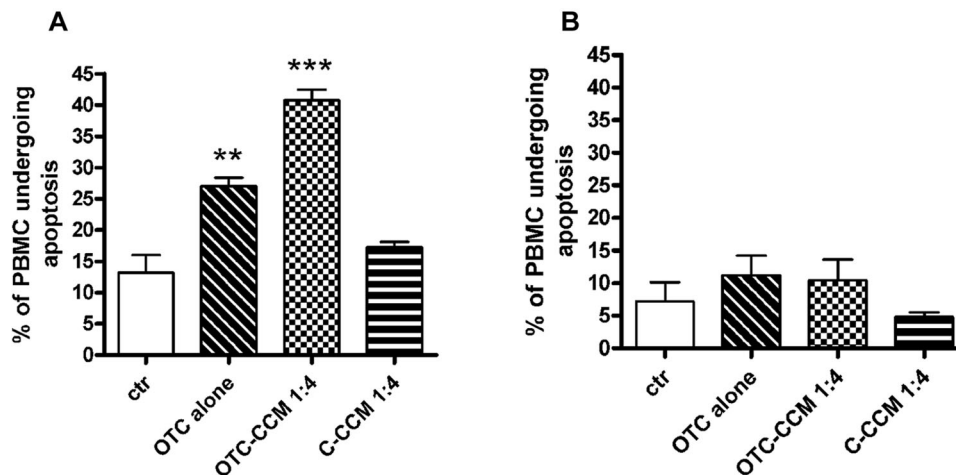 A
% of PBMC undergoing
apoptosis
45
40
35
30
25
20
15
10
5
0
**
***
ctr
OTC alone
OTC-CCM 1:4
C-CCM 1:4
B
% of PBMC undergoing
apoptosis
45
40
35
30
25
20
15
10
5
0
ctr
OTC alone
OTC-CCM 1:4
C-CCM 1:4